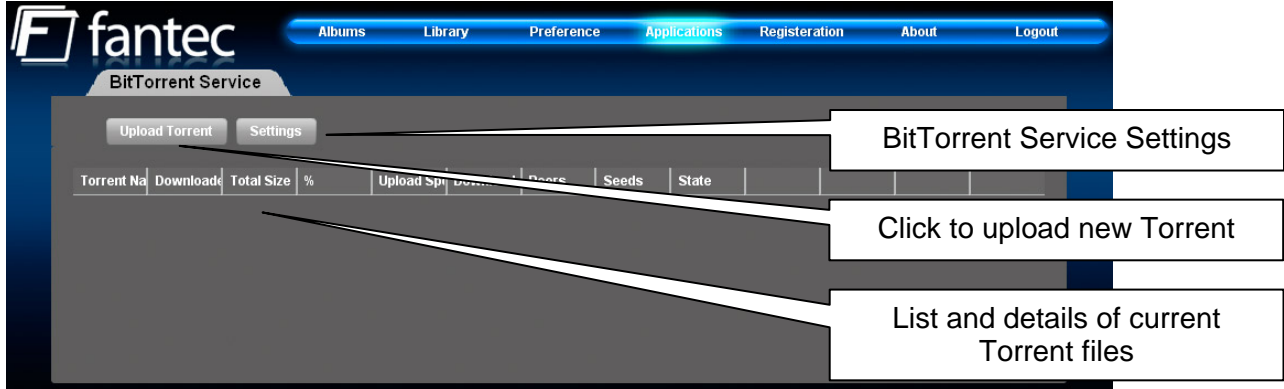 fantec
Albums Library Preference Applications Registeration About Logout
BitTorrent Service
Upload Torrent Settings
BitTorrent Service Settings
Torrent Na Downloade Total Size % Upload Spe Peers Seeds State
Click to upload new Torrent
List and details of current
Torrent files